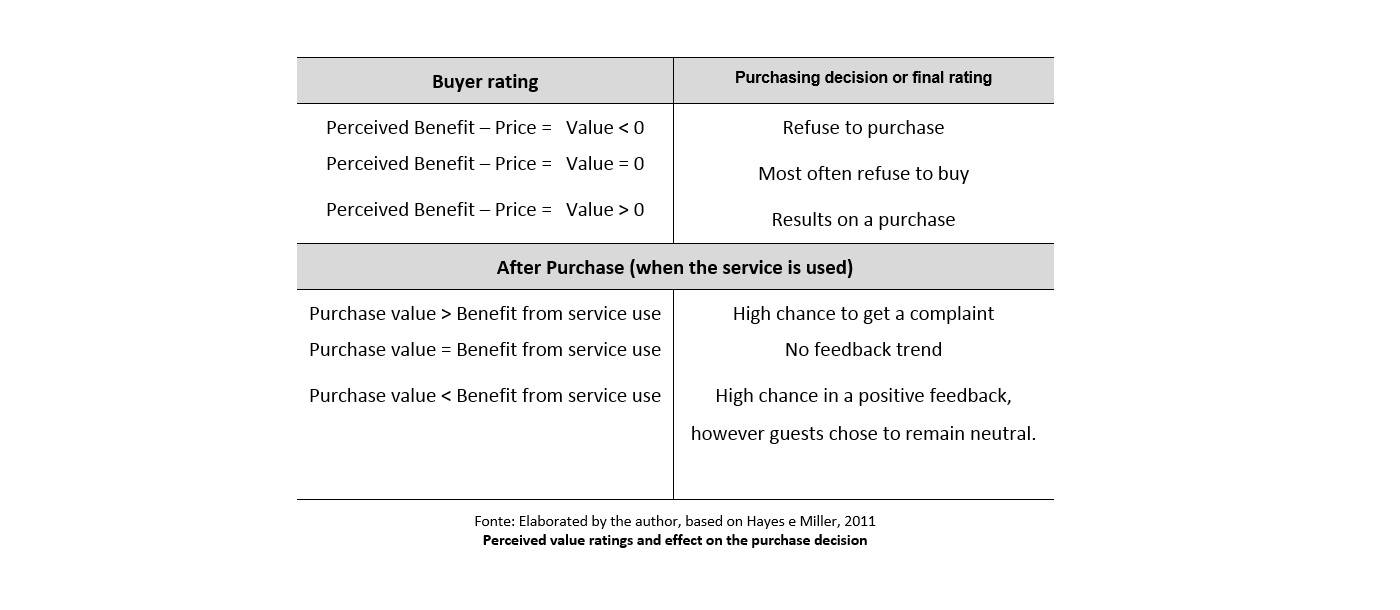 Buyer rating
Purchasing decision or final rating
Perceived Benefit – Price =   Value < 0
Refuse to purchase
Perceived Benefit – Price =   Value = 0
Most often refuse to buy
Perceived Benefit – Price =   Value > 0
Results on a purchase
After Purchase (when the service is used)
Purchase value > Benefit from service use
High chance to get a complaint
Purchase value = Benefit from service use
No feedback trend
Purchase value < Benefit from service use
High chance in a positive feedback,
however guests chose to remain neutral.
Fonte: Elaborated by the author, based on Hayes e Miller, 2011
Perceived value ratings and effect on the purchase decision